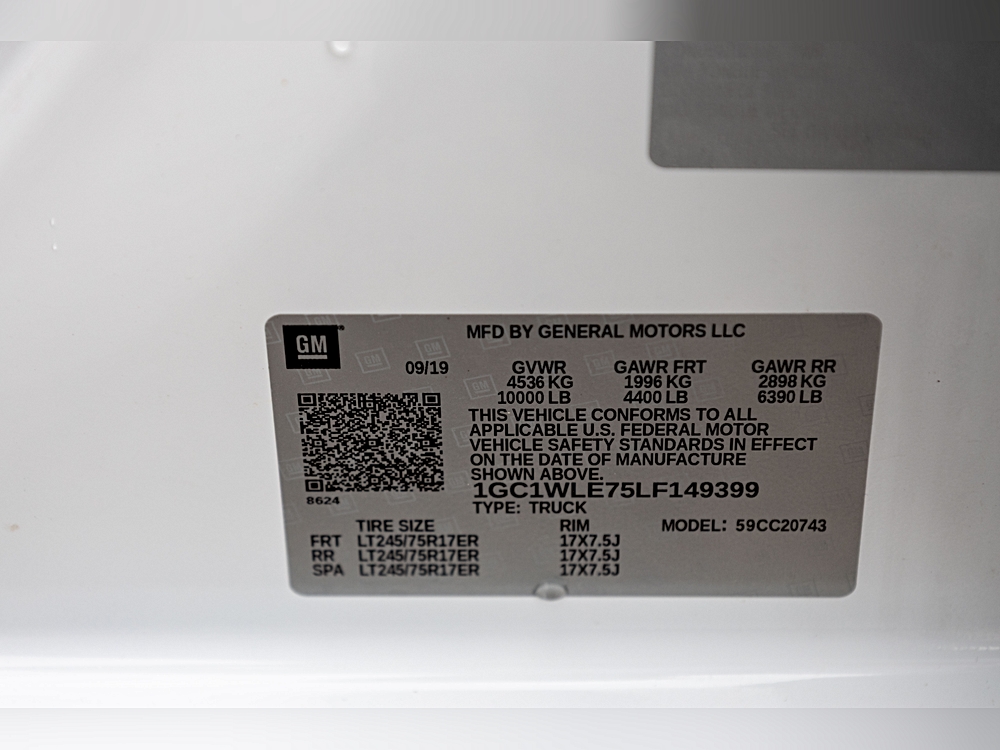 GM
MFD BY GENERAL MOTORS LLC
09/19
GVWR GAWR FRT GAWR RR
4536 KG 1996 KG 2898 KG
10000 LB 4400 LB 6390 LB
THIS VEHICLE CONFORMS TO ALL
APPLICABLE U.S. FEDERAL MOTOR
VEHICLE SAFETY STANDARDS IN EFFECT
ON THE DATE OF MANUFACTURE
SHOWN ABOVE.
8624
1GC1WLE75LF149399
TYPE: TRUCK
TIRE SIZE RIM MODEL: 59CC20743
FRT LT245/75R17ER 17X7.5J
RR LT245/75R17ER 17X7.5J
SPA LT245/75R17ER 17X7.5J